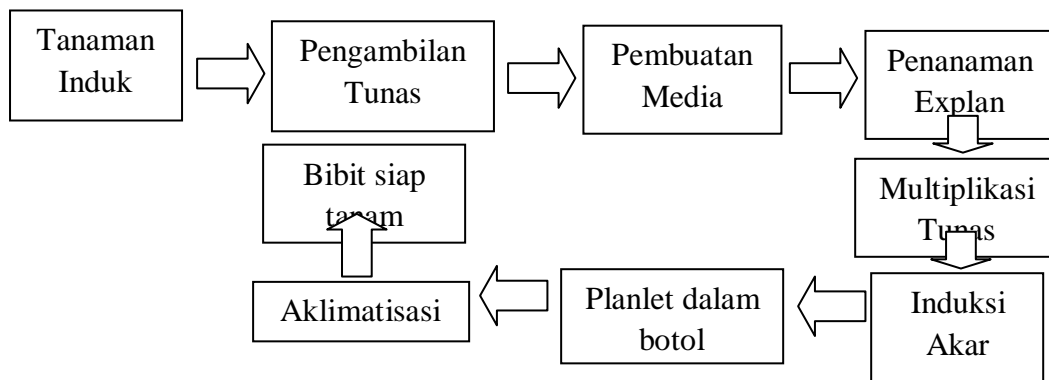 Tanaman
Induk
Pengambilan
Tunas
Pembuatan
Media
Penanaman
Explan
Multiplikasi
Tunas
Induksi
Akar
Planlet dalam
botol
Aklimatisasi
Bibit siap
tanam